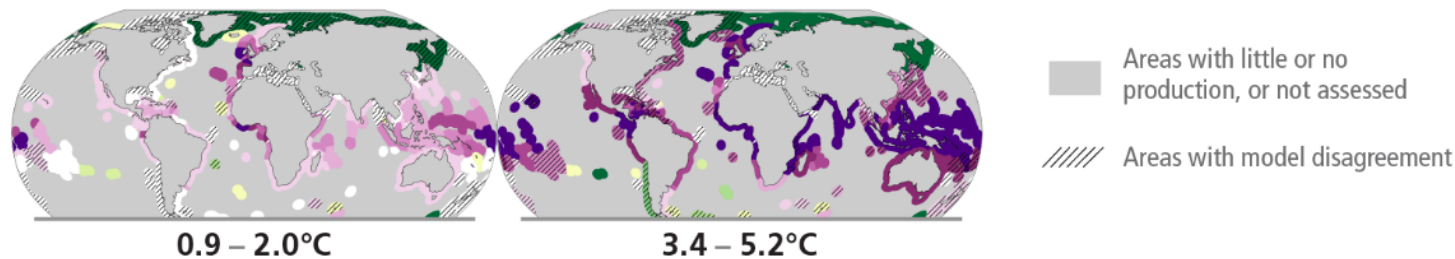 Areas with little or no
production, or not assessed
Areas with model disagreement
0.9 – 2.0°C
3.4 – 5.2°C